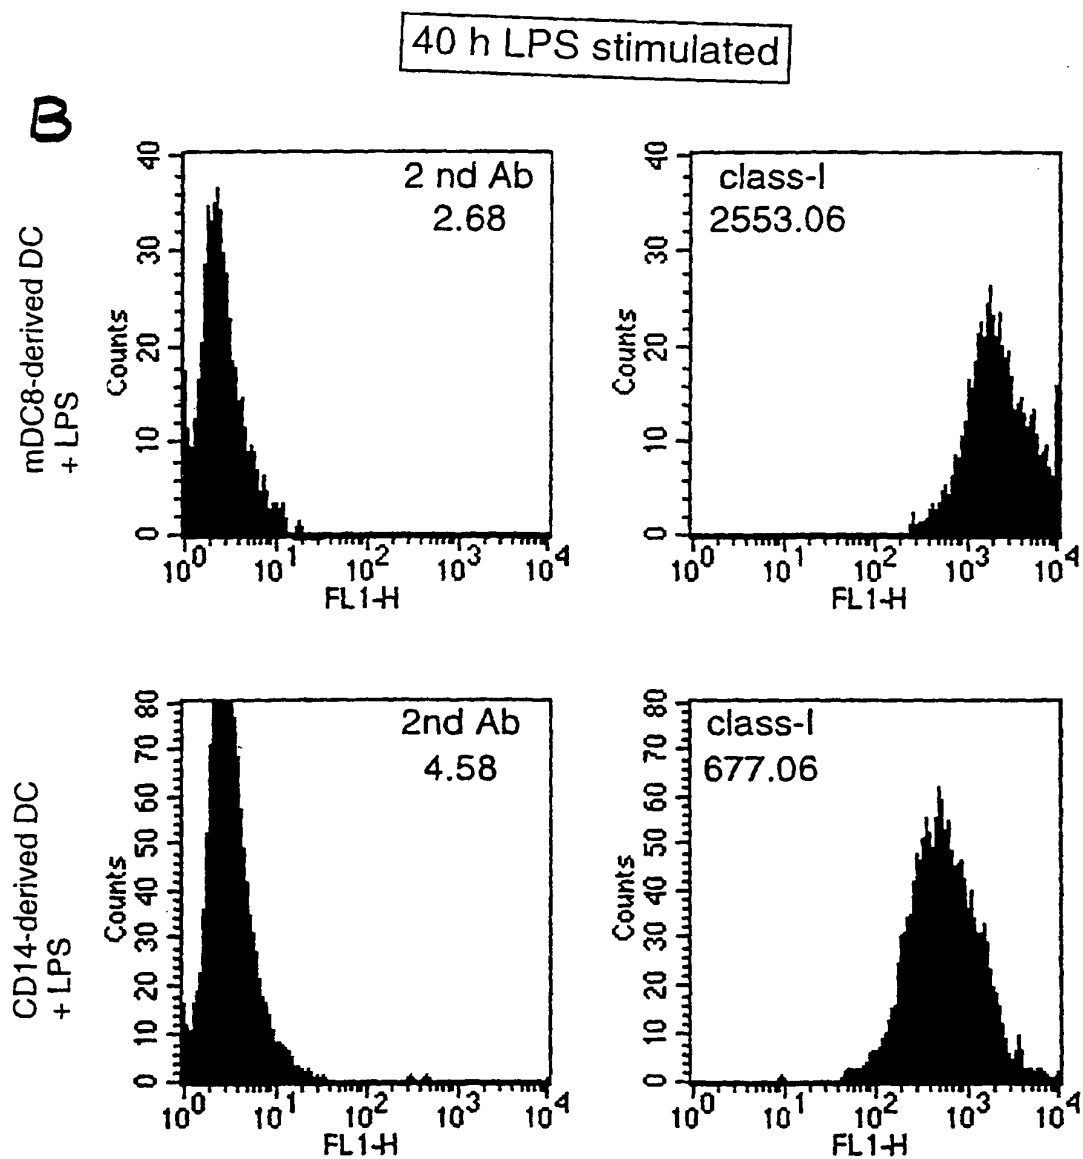 40 h LPS stimulated
B
mDC8-derived DC
+ LPS
40
30
20
10
0
Counts
2 nd Ab
2.68
10^0 10^1 10^2 10^3 10^4
FL1-H
40
30
20
10
0
Counts
class-I
2553.06
10^0 10^1 10^2 10^3 10^4
FL1-H
CD14-derived DC
+ LPS
80
70
60
50
40
30
20
10
0
Counts
2nd Ab
4.58
10^0 10^1 10^2 10^3 10^4
FL1-H
80
70
60
50
40
30
20
10
0
Counts
class-I
677.06
10^0 10^1 10^2 10^3 10^4
FL1-H